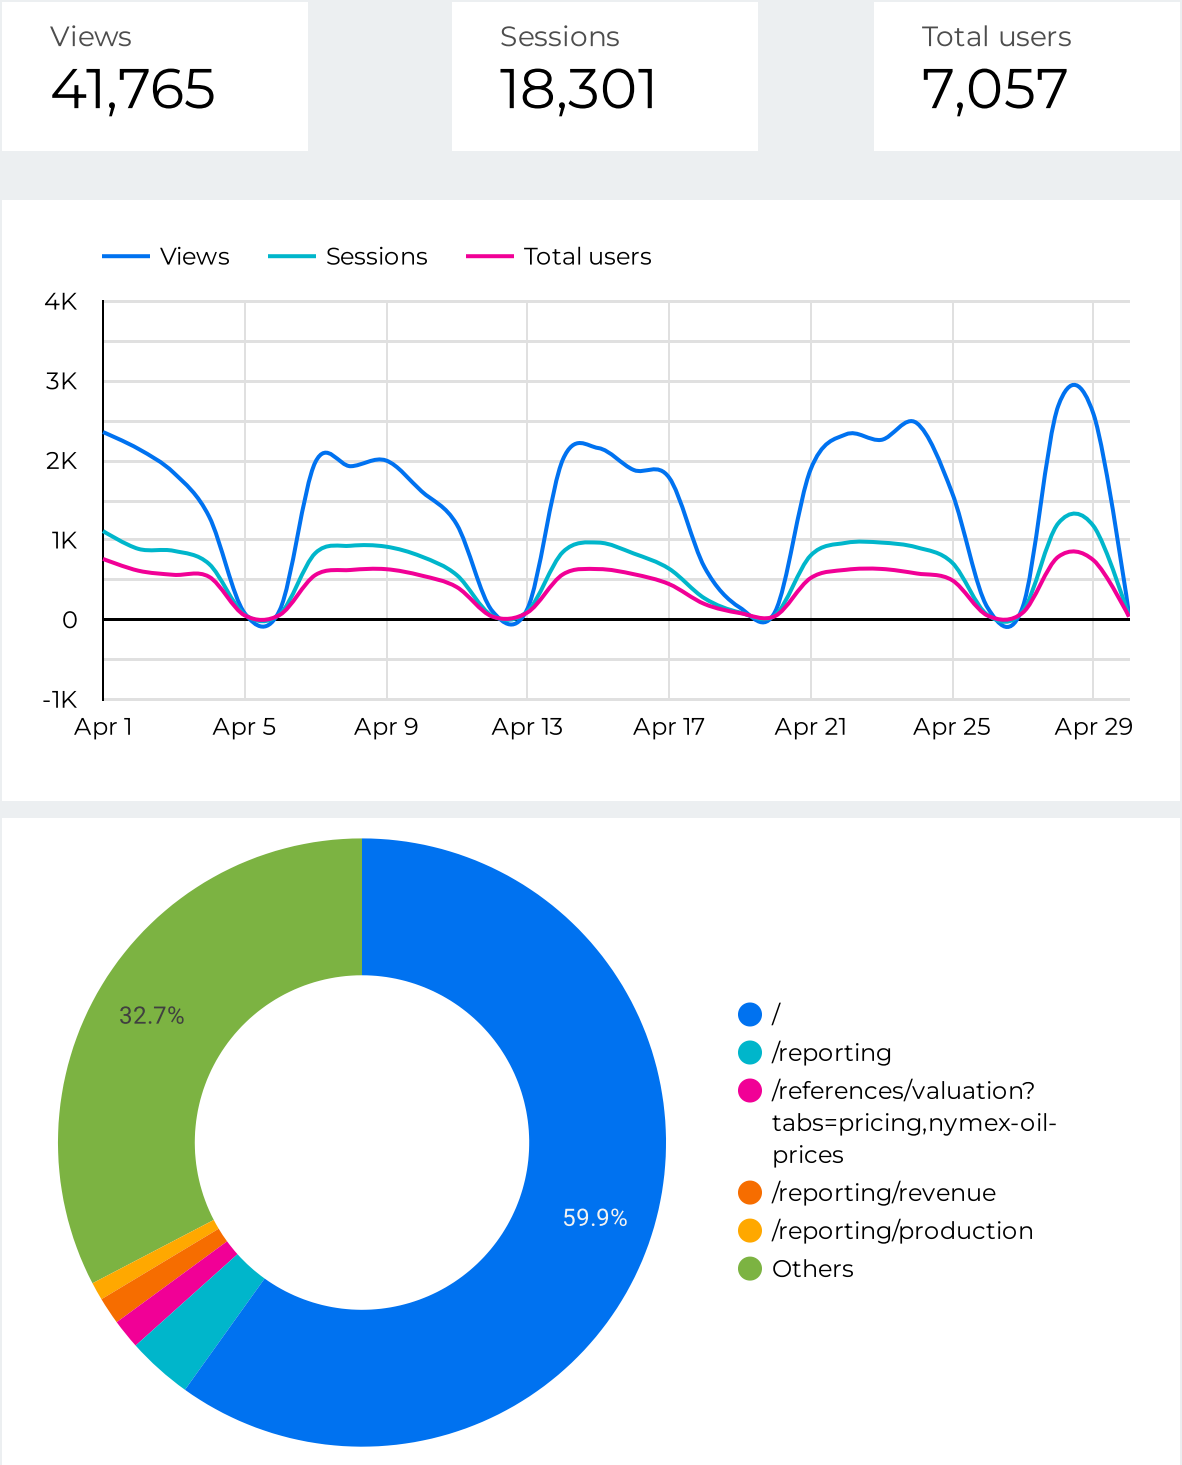 Views
41,765
Sessions
18,301
Total users
7,057
Views
Sessions
Total users
4K
3K
2K
1K
0
-1K
Apr 1
Apr 5
Apr 9
Apr 13
Apr 17
Apr 21
Apr 25
Apr 29
32.7%
59.9%
/
/reporting
/references/valuation?
tabs=pricing,nymex-oil-
prices
/reporting/revenue
/reporting/production
Others